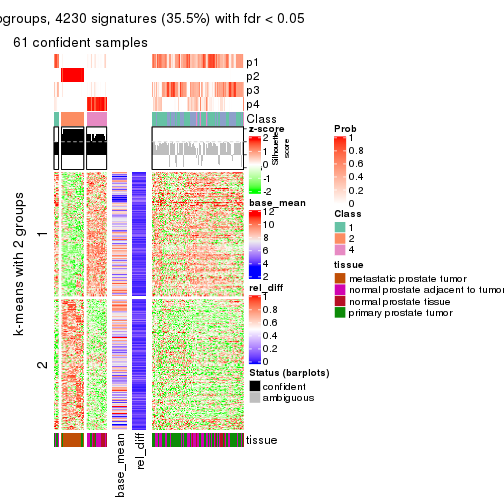 ogroups, 4230 signatures (35.5%) with fdr < 0.05
61 confident samples
p1
p2
p3
p4
Class
z-score
2
1
0
-1
-2
Silhouette
score
base_mean
12
10
8
6
4
2
rel_diff
1
0.8
0.6
0.4
0.2
0
Status (barplots)
confident
ambiguous
Prob
1
0.8
0.6
0.4
0.2
0
Class
1
2
4
tissue
metastatic prostate tumor
normal prostate adjacent to tumor
normal prostate tissue
primary prostate tumor
k-means with 2 groups
1
2
base_mean
rel_diff
tissue